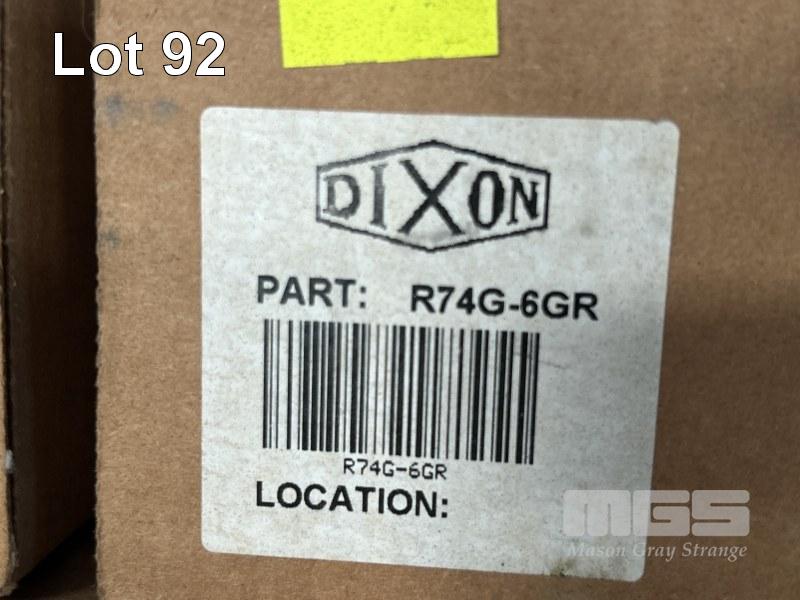 Lot 92
DIXON
PART: R74G-6GR
R74G-6GR
LOCATION:
MGS
Mason Gray Strange